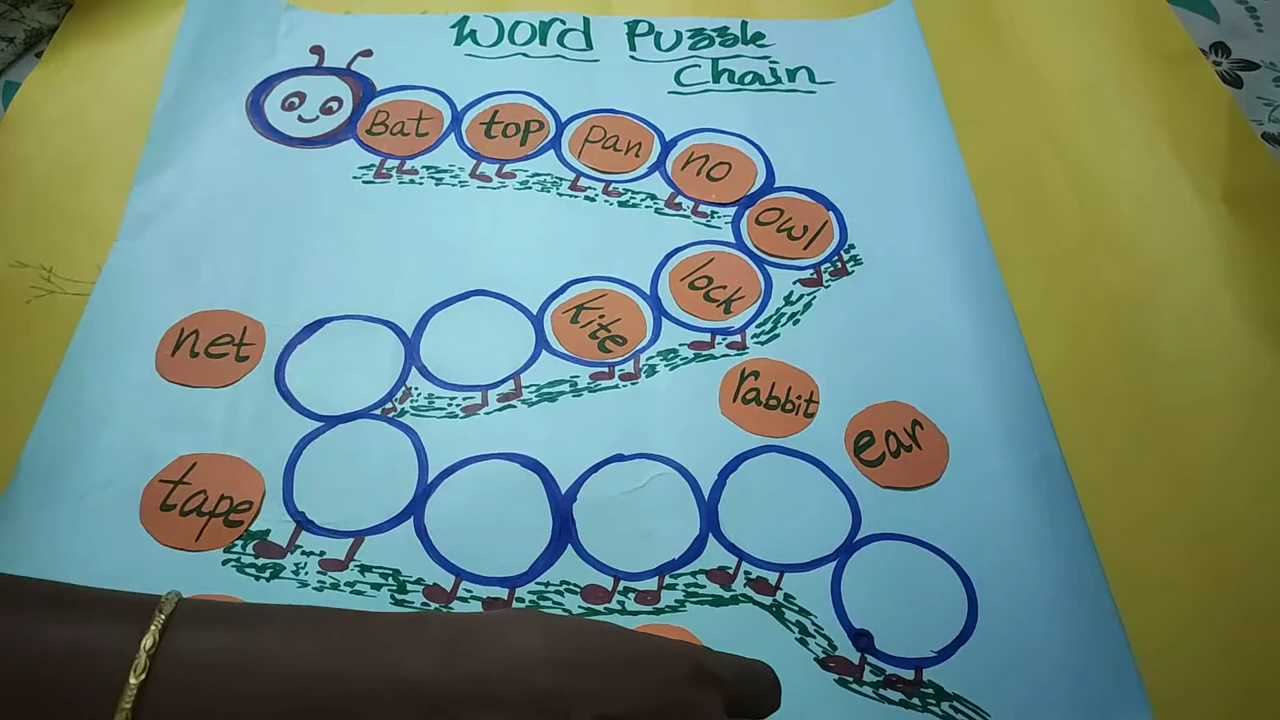 Word Puzzle
Chain
Bat
top
pan
no
owl
lock
kite
net
rabbit
ear
tape